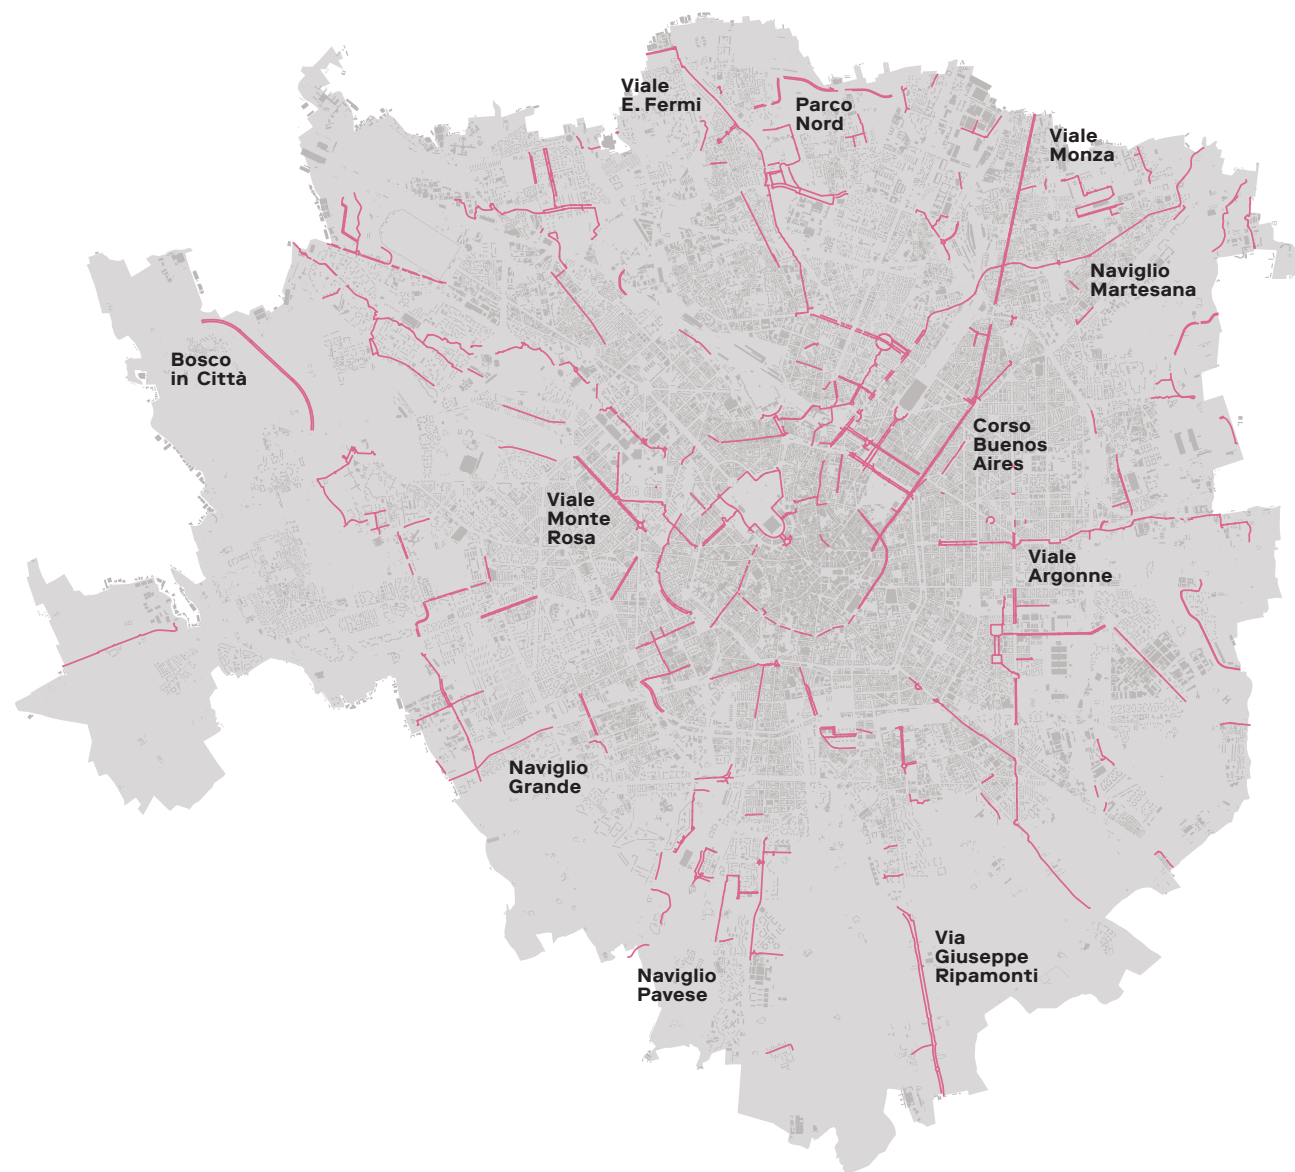 Viale
E. Fermi
Parco
Nord
Viale
Monza
Naviglio
Martesana
Bosco
in Città
Corso
Buenos
Aires
Viale
Monte
Rosa
Viale
Argonne
Naviglio
Grande
Via
Giuseppe
Ripamonti
Naviglio
Pavese